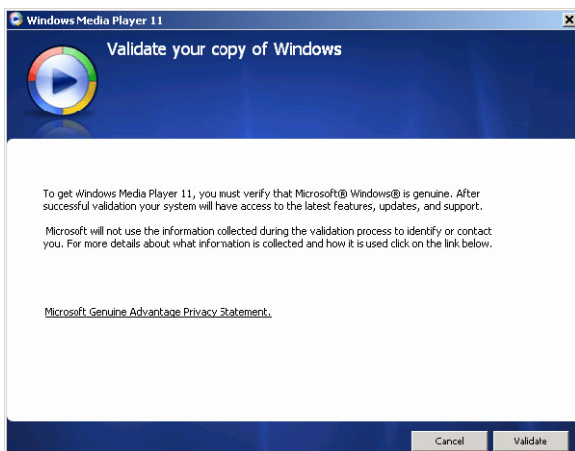 Windows Media Player 11
Validate your copy of Windows
To get Windows Media Player 11, you must verify that Microsoft® Windows® is genuine. After
successful validation your system will have access to the latest features, updates, and support.
Microsoft will not use the information collected during the validation process to identify or contact
you. For more details about what information is collected and how it is used click on the link below.
Microsoft Genuine Advantage Privacy Statement.
Cancel
Validate